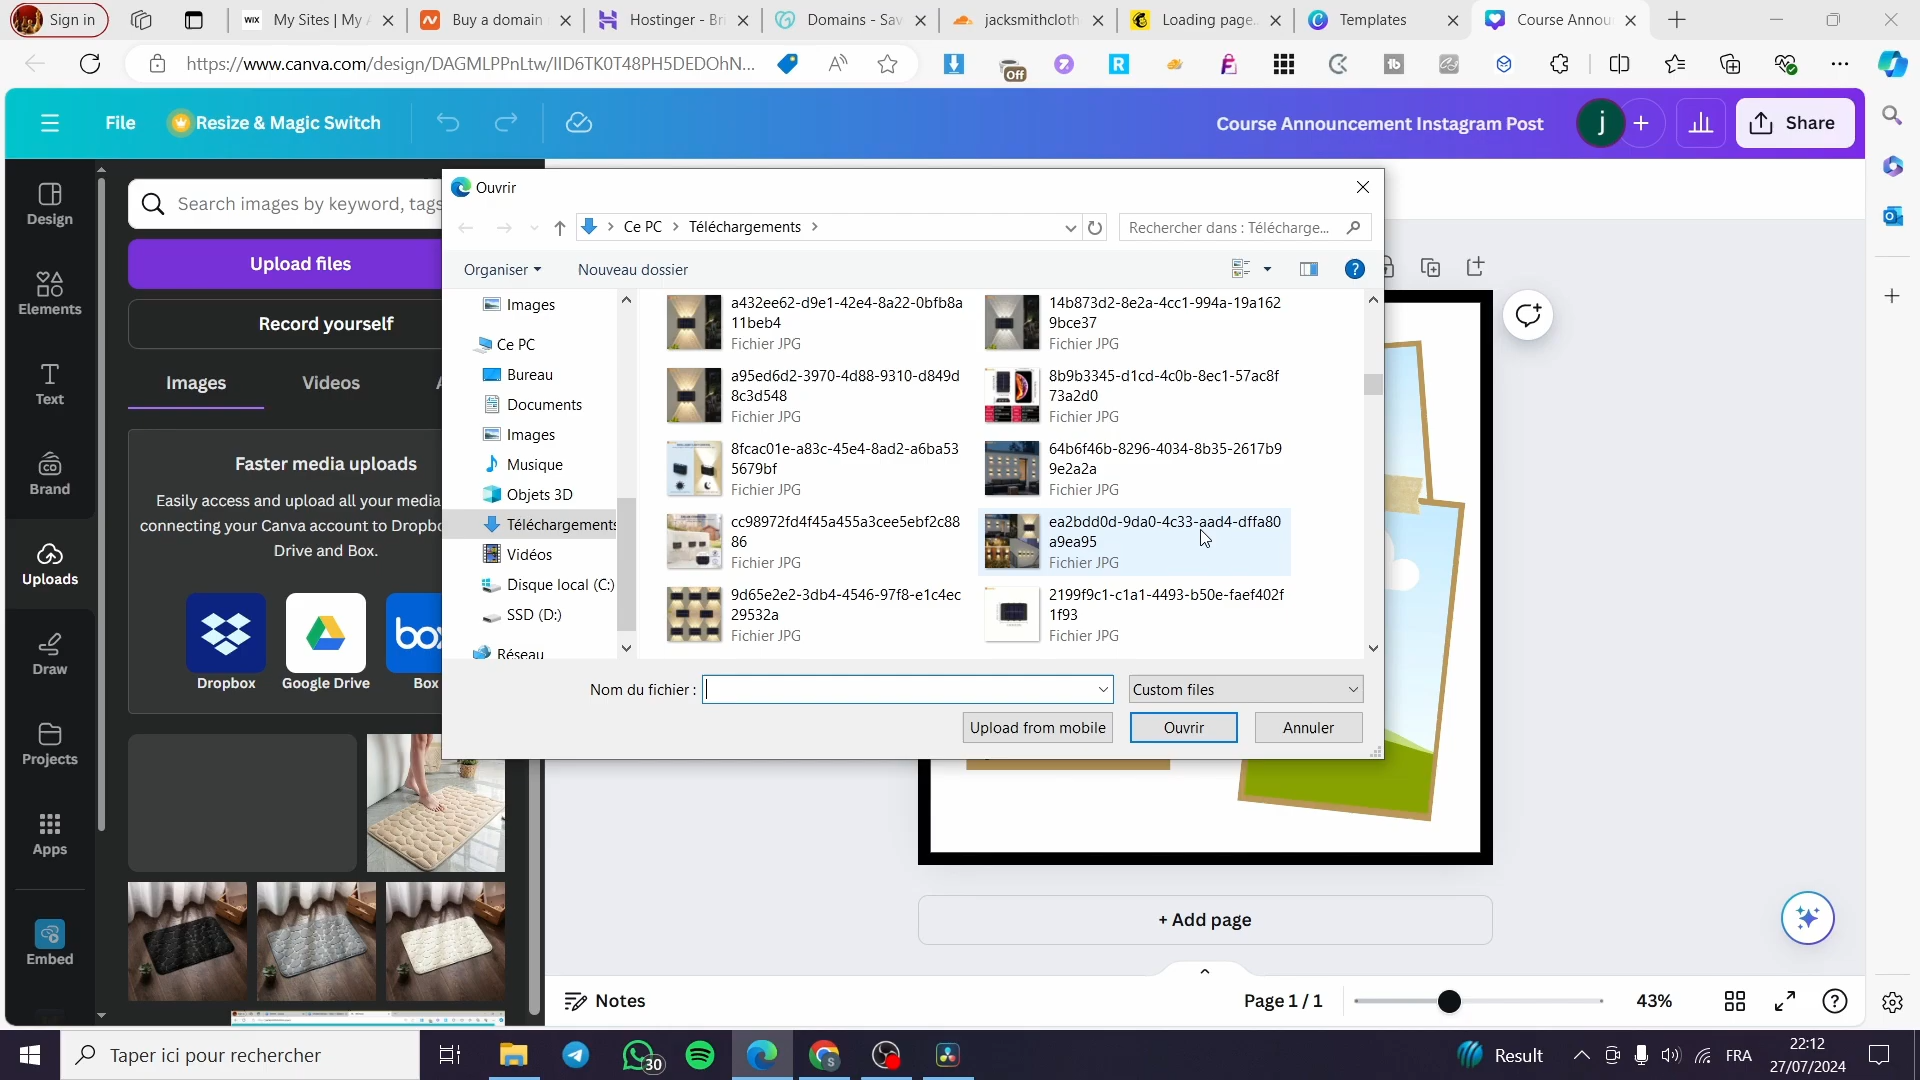 Sign in
My Sites | My A
Buy a domain
Hostinger - Bri
Domains - Sav
jacksmithcloth
Loading page.
Templates
Course Annou
https://www.canva.com/design/DAGMLPPnLtw/IID6TK0T48PH5DEDOhN...
Off
File
Resize & Magic Switch
Course Announcement Instagram Post
j
Share
Design
Elements
Text
Brand
Uploads
Draw
Projects
Apps
Embed
Search images by keyword, tags
Upload files
Record yourself
Images
Videos
Faster media uploads
Easily access and upload all your media
connecting your Canva account to Dropbo
Drive and Box.
Dropbox
Google Drive
Box
Ouvrir
Ce PC > Téléchargements >
Rechercher dans : Télécharge...
Organiser
Nouveau dossier
Images
Ce PC
Bureau
Documents
Images
Musique
Objets 3D
Téléchargements
Vidéos
Disque local (C:)
SSD (D:)
Réseau
a432ee62-d9e1-42e4-8a22-0bfb8a
11beb4
Fichier JPG
14b873d2-8e2a-4cc1-994a-19a162
9bce37
Fichier JPG
a95ed6d2-3970-4d88-9310-d849d
8c3d548
Fichier JPG
8b9b3345-d1cd-4c0b-8ec1-57ac8f
73a2d0
Fichier JPG
8fcac01e-a83c-45e4-8ad2-a6ba53
5679bf
Fichier JPG
64b6f46b-8296-4034-8b35-2617b9
9e2a2a
Fichier JPG
cc98972fd4f45a455a3cee5ebf2c88
86
Fichier JPG
ea2bdd0d-9da0-4c33-aad4-dffa80
a9ea95
Fichier JPG
9d65e2e2-3db4-4546-97f8-e1c4ec
29532a
Fichier JPG
2199f9c1-c1a1-4493-b50e-faef402f
1f93
Fichier JPG
Nom du fichier :
Custom files
Upload from mobile
Ouvrir
Annuler
+ Add page
Notes
Page 1 / 1
43%
Taper ici pour rechercher
30
Result
FRA
22:12
27/07/2024